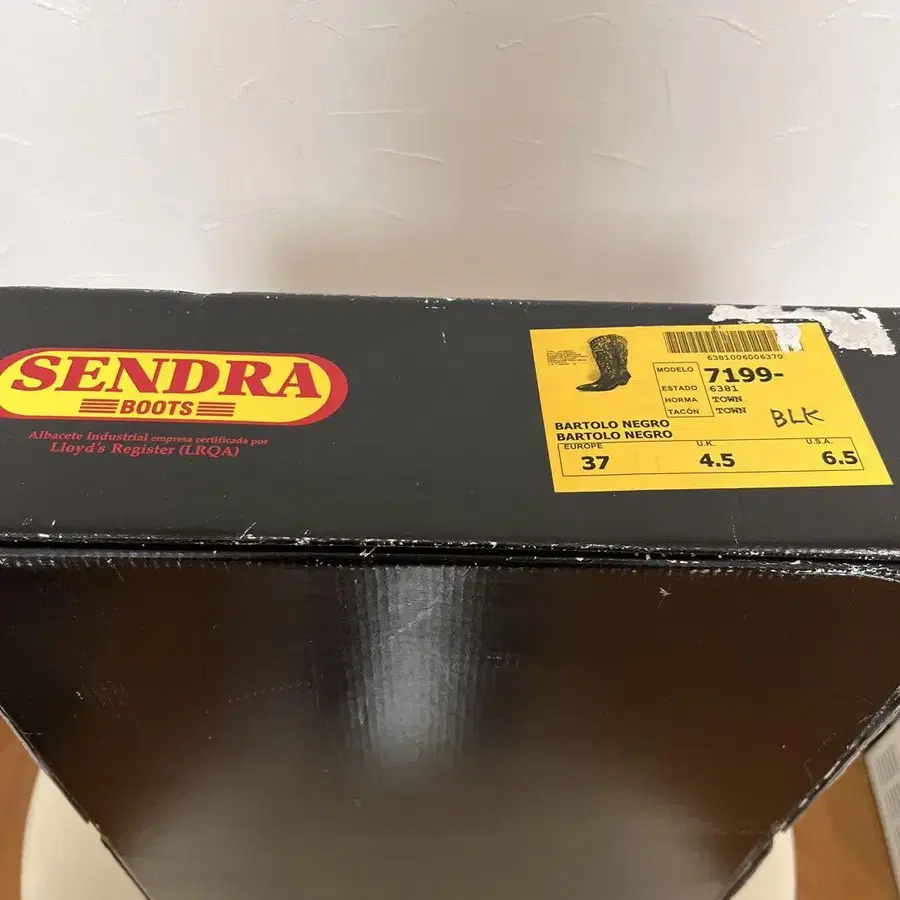 SENDRA
BOOTS
Albacete Industrial empresa certificada por
Lloyd's Register (LRQA)
6381006006370
MODELO 7199-
ESTADO 6381
HORMA TOWN
TACÓN TOWN
BLK
BARTOLO NEGRO
BARTOLO NEGRO
EUROPE U.K. U.S.A.
37 4.5 6.5